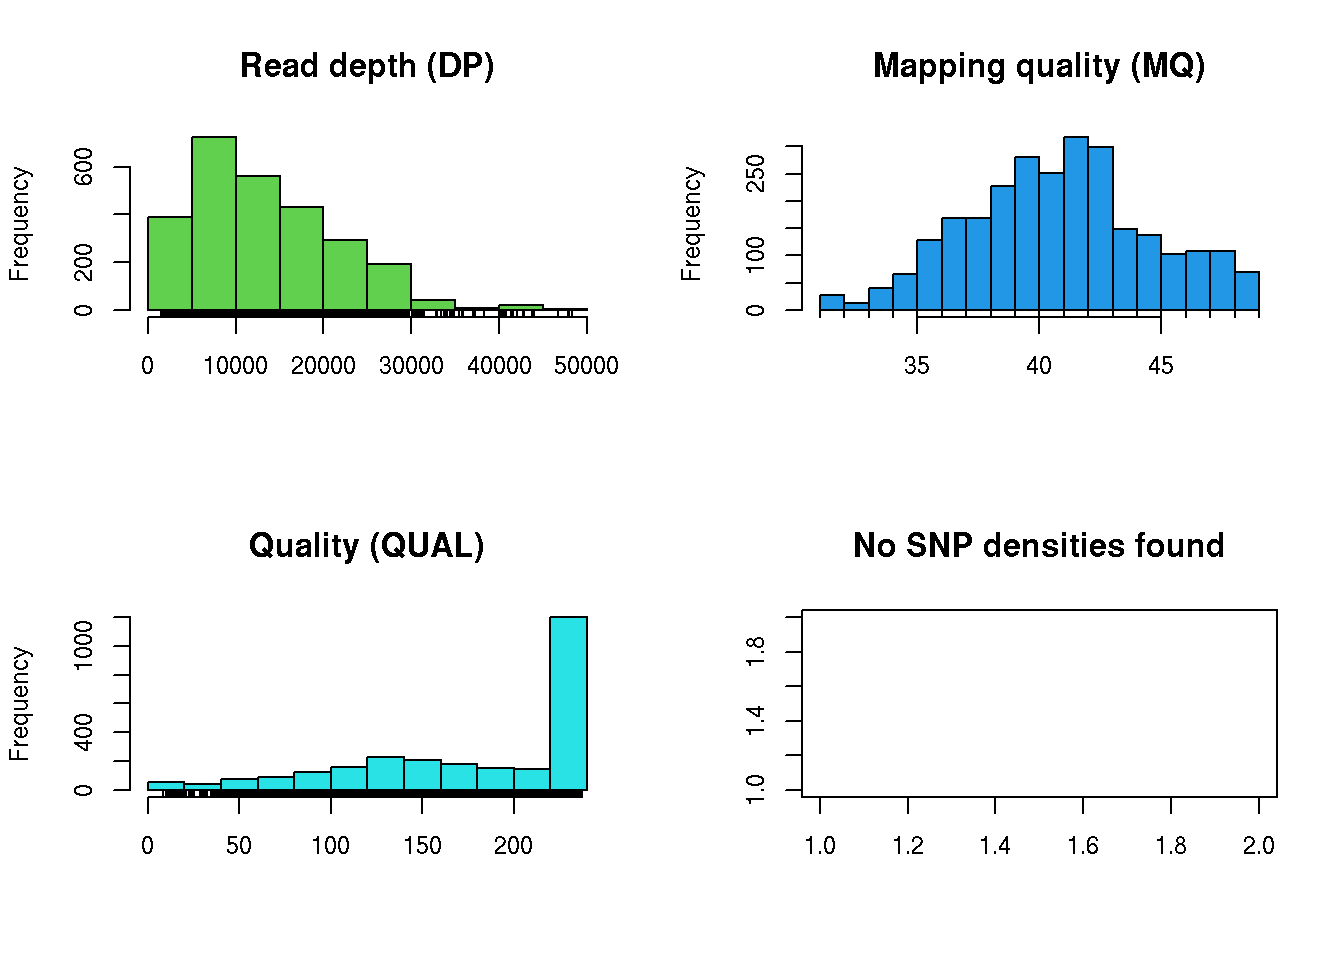 Read depth (DP)
Frequency
600
200
0
0 10000 20000 30000 40000 50000
Mapping quality (MQ)
Frequency
250
100
0
35 40 45
Quality (QUAL)
Frequency
1000
400
0
0 50 100 150 200
No SNP densities found
1.8
1.4
1.0
1.0 1.2 1.4 1.6 1.8 2.0